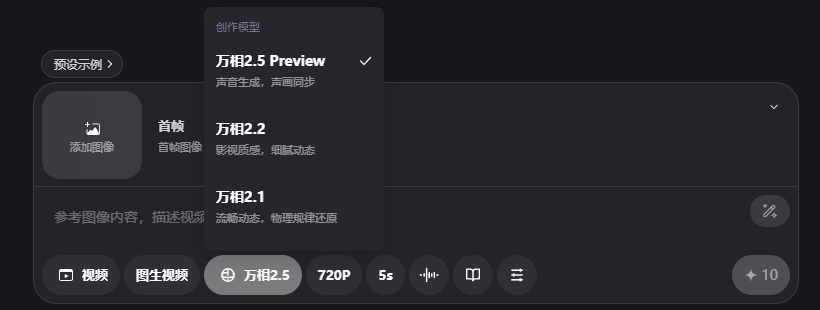 创作模型
万相2.5 Preview
声音生成，声画同步
万相2.2
影视质感，细腻动态
万相2.1
流畅动态，物理规律还原
预设示例
添加图像
首帧
首帧图像
参考图像内容，描述视频
视频
图生视频
万相2.5
720P
5s
10